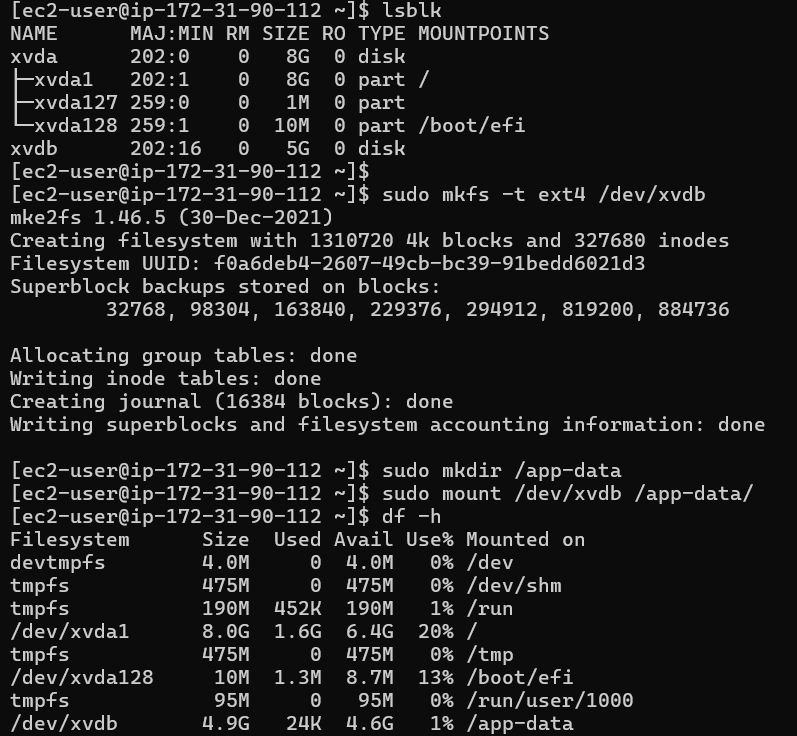 [ec2-user@ip-172-31-90-112 ~]$ lsblk
NAME      MAJ:MIN RM SIZE RO TYPE MOUNTPOINTS
xvda      202:0    0   8G  0 disk
├─xvda1   202:1    0   8G  0 part /
├─xvda127 259:0    0   1M  0 part
└─xvda128 259:1    0  10M  0 part /boot/efi
xvdb      202:16   0   5G  0 disk
[ec2-user@ip-172-31-90-112 ~]$
[ec2-user@ip-172-31-90-112 ~]$ sudo mkfs -t ext4 /dev/xvdb
mke2fs 1.46.5 (30-Dec-2021)
Creating filesystem with 1310720 4k blocks and 327680 inodes
Filesystem UUID: f0a6deb4-2607-49cb-bc39-91bedd6021d3
Superblock backups stored on blocks:
        32768, 98304, 163840, 229376, 294912, 819200, 884736

Allocating group tables: done
Writing inode tables: done
Creating journal (16384 blocks): done
Writing superblocks and filesystem accounting information: done

[ec2-user@ip-172-31-90-112 ~]$ sudo mkdir /app-data
[ec2-user@ip-172-31-90-112 ~]$ sudo mount /dev/xvdb /app-data/
[ec2-user@ip-172-31-90-112 ~]$ df -h
Filesystem      Size  Used Avail Use% Mounted on
devtmpfs        4.0M     0  4.0M   0% /dev
tmpfs           475M     0  475M   0% /dev/shm
tmpfs           190M  452K  190M   1% /run
/dev/xvda1      8.0G  1.6G  6.4G  20% /
tmpfs           475M     0  475M   0% /tmp
/dev/xvda128     10M  1.3M  8.7M  13% /boot/efi
tmpfs            95M     0   95M   0% /run/user/1000
/dev/xvdb       4.9G   24K  4.6G   1% /app-data